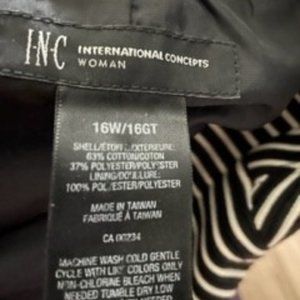 I·N·C INTERNATIONAL CONCEPTS
WOMAN
16W/16GT
SHELL/ÉTOFFE EXTERIEURE:
63% COTTON/COTON
37% POLYESTER/POLYESTER
LINING/DOUBLURE:
100% POLYESTER/POLYESTER
MADE IN TAIWAN
FABRIQUÉ À TAIWAN
CA 00234
MACHINE WASH COLD GENTLE
CYCLE WITH LIKE COLORS ONLY
NON-CHLORINE BLEACH WHEN
NEEDED TUMBLE DRY LOW